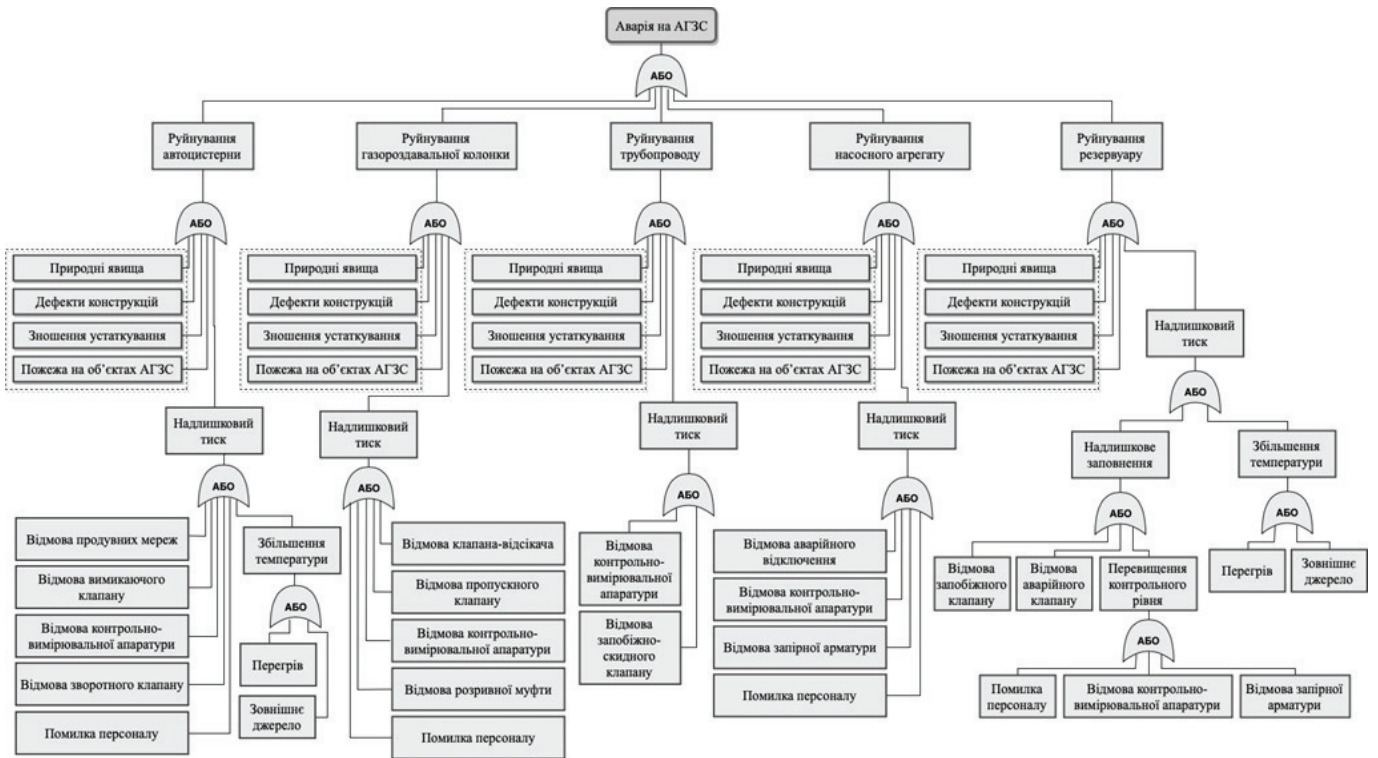 Аварія на АГЗС
АБО
Руйнування
автоцистерни
Руйнування
газороздавальної колонки
Руйнування
трубопроводу
Руйнування
насосного агрегату
Руйнування
резервуару
АБО
АБО
АБО
АБО
АБО
Природні явища
Дефекти конструкцій
Зношення устаткування
Пожежа на об’єктах АГЗС
Природні явища
Дефекти конструкцій
Зношення устаткування
Пожежа на об’єктах АГЗС
Природні явища
Дефекти конструкцій
Зношення устаткування
Пожежа на об’єктах АГЗС
Природні явища
Дефекти конструкцій
Зношення устаткування
Пожежа на об’єктах АГЗС
Природні явища
Дефекти конструкцій
Зношення устаткування
Пожежа на об’єктах АГЗС
Надлишковий
тиск
АБО
Відмова продувних мереж
Відмова вимикаючого
клапану
Відмова контрольно-
вимірювальної апаратури
Відмова зворотного клапану
Помилка персоналу
Збільшення
температури
АБО
Перегрів
Зовнішнє
джерело
Надлишковий
тиск
АБО
Відмова клапана-відсікача
Відмова пропускного
клапану
Відмова контрольно-
вимірювальної апаратури
Відмова розривної муфти
Помилка персоналу
Надлишковий
тиск
АБО
Відмова
контрольно-
вимірювальної
апаратури
Відмова
запобіжно-
скидного
клапану
Надлишковий
тиск
АБО
Відмова аварійного
відключення
Відмова контрольно-
вимірювальної апаратури
Відмова запірної арматури
Помилка персоналу
Надлишковий
тиск
АБО
Надлишкове
заповнення
АБО
Відмова
запобіжного
клапану
Відмова
аварійного
клапану
Перевищення
контрольного
рівня
АБО
Помилка
персоналу
Відмова контрольно-
вимірювальної апаратури
Відмова запірної
арматури
Збільшення
температури
АБО
Перегрів
Зовнішнє
джерело